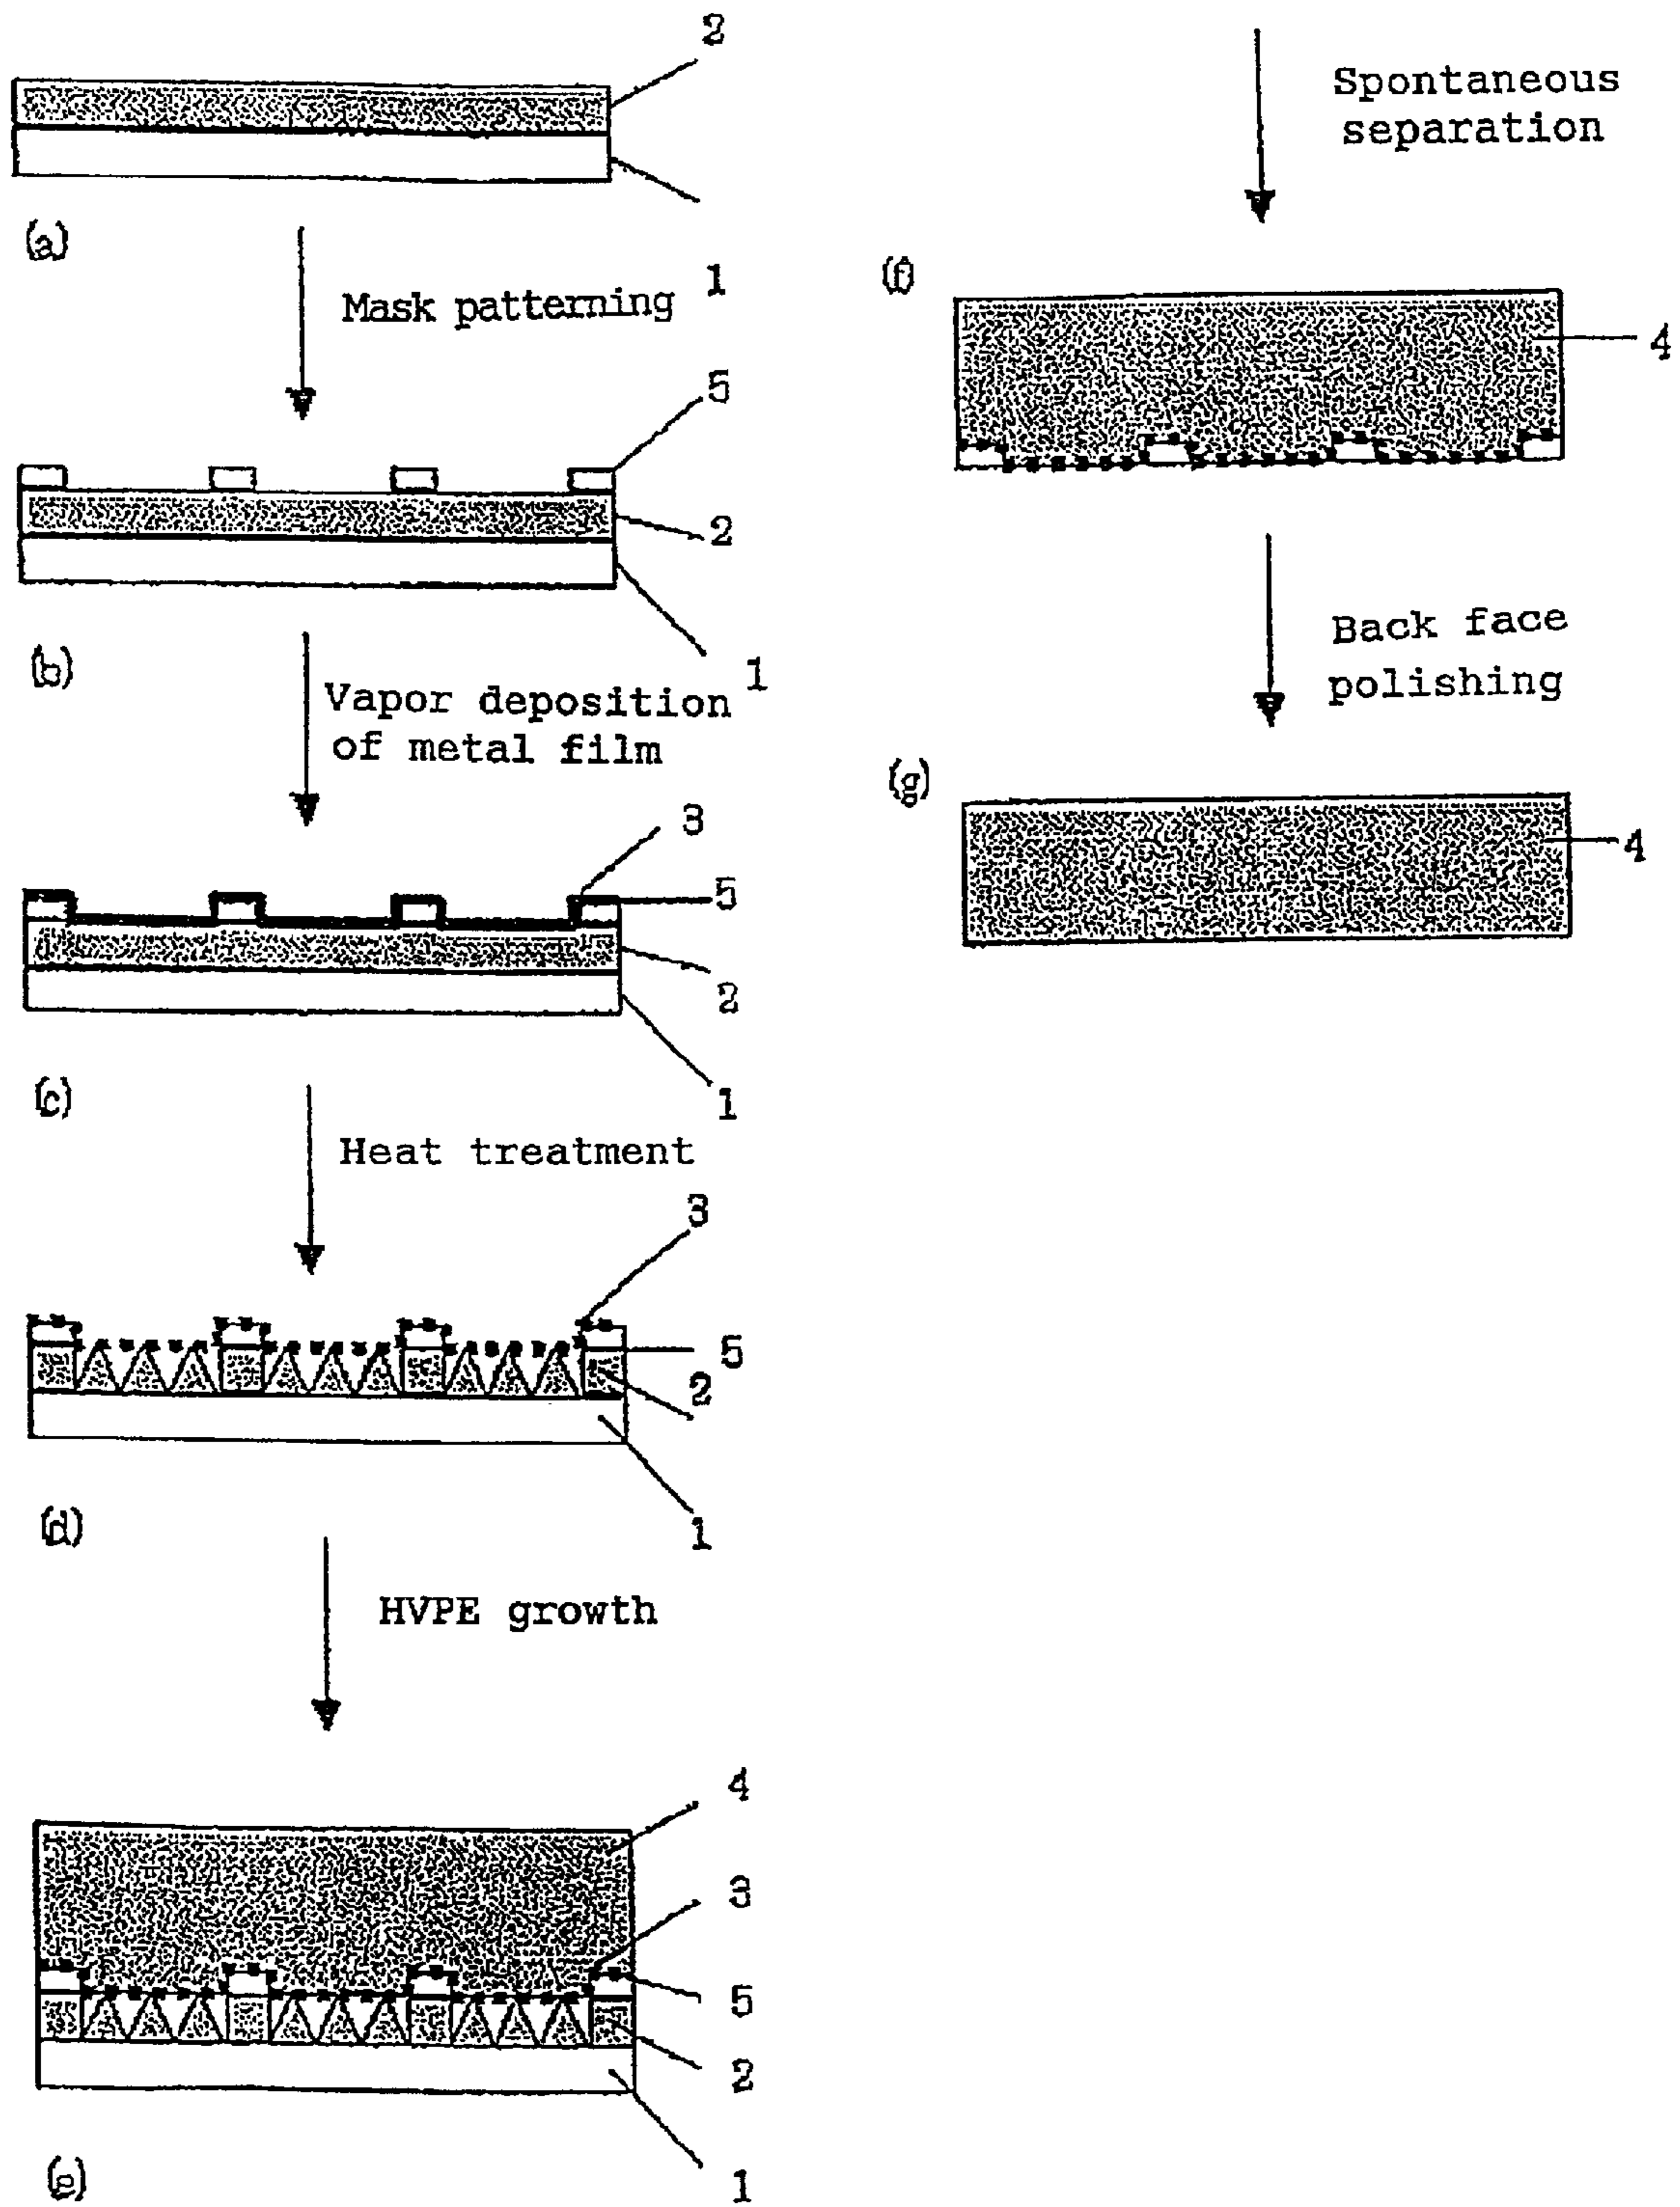 2
(a)
1
Mask patterning
5
2
1
(b)
Vapor deposition
of metal film
3
5
2
1
(c)
Heat treatment
3
5
2
1
(d)
HVPE growth
4
3
5
2
1
(e)
Spontaneous
separation
(f)
4
Back face
polishing
(g)
4